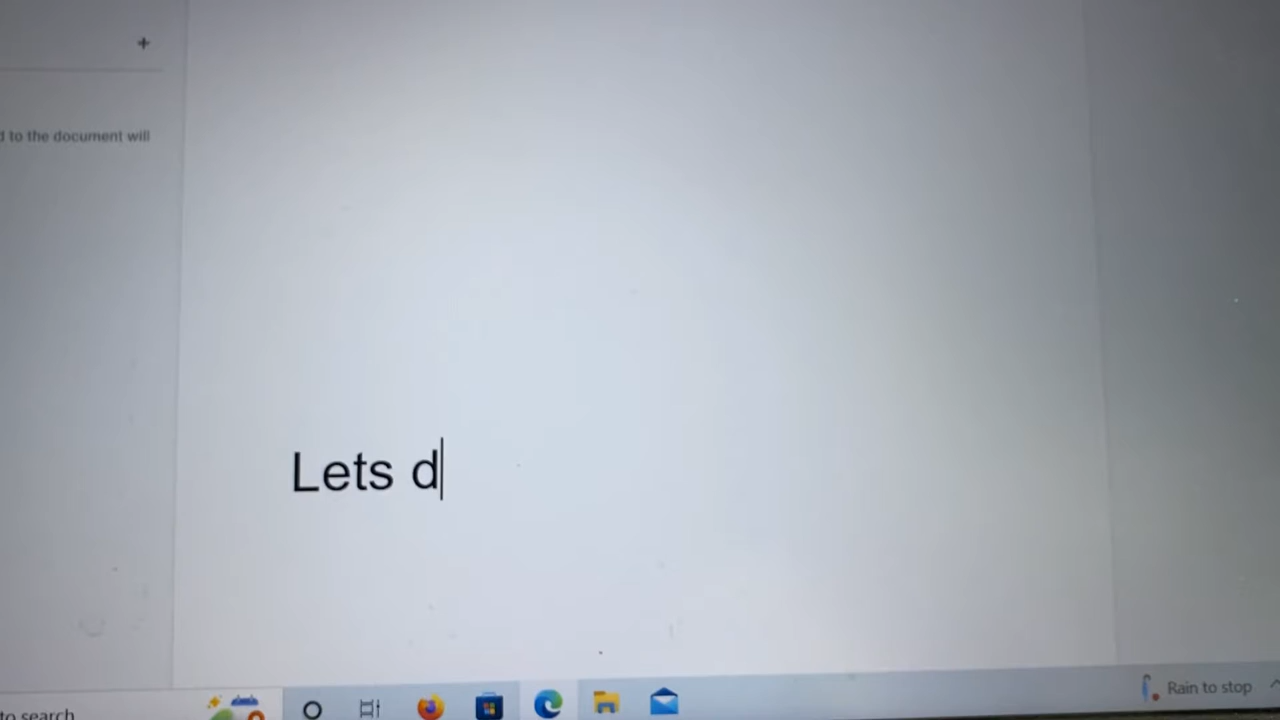 d to the document will
Lets d
to search
Rain to stop